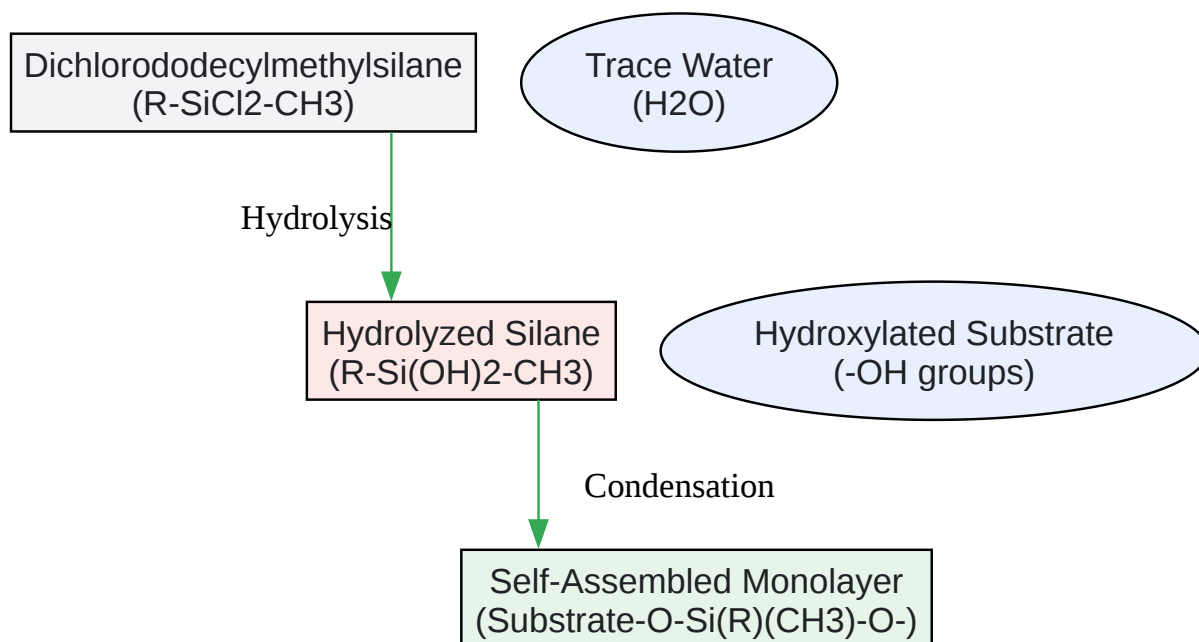 Dichlorododecylmethylsilane
(R-SiCl2-CH3)
Trace Water
(H2O)
Hydrolysis
Hydrolyzed Silane
(R-Si(OH)2-CH3)
Hydroxylated Substrate
(-OH groups)
Condensation
Self-Assembled Monolayer
(Substrate-O-Si(R)(CH3)-O-)